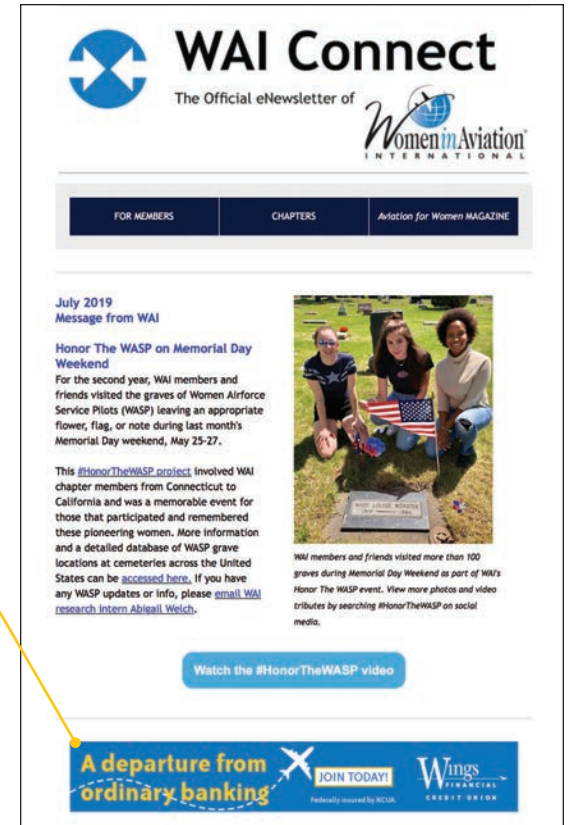 WAI Connect
The Official eNewsletter of
Women in Aviation
INTERNATIONAL
FOR MEMBERS
CHAPTERS
Aviation for Women MAGAZINE
July 2019
Message from WAI
Honor The WASP on Memorial Day
Weekend
For the second year, WAI members and
friends visited the graves of Women Airforce
Service Pilots (WASP) leaving an appropriate
flower, flag, or note during last month's
Memorial Day weekend, May 25-27.
This #HonorTheWASP project involved WAI
chapter members from Connecticut to
California and was a memorable event for
those that participated and remembered
these pioneering women. More information
and a detailed database of WASP grave
locations at cemeteries across the United
States can be accessed here. If you have
any WASP updates or info, please email WAI
research intern Abigail Welch.
WAI members and friends visited more than 100
graves during Memorial Day Weekend as part of WAI's
Honor The WASP event. View more photos and video
tributes by searching #HonorTheWASP on social
media.
Watch the #HonorTheWASP video
A departure from
ordinary banking
JOIN TODAY!
Federally insured by NCUA
Wings
FINANCIAL
CREDIT UNION